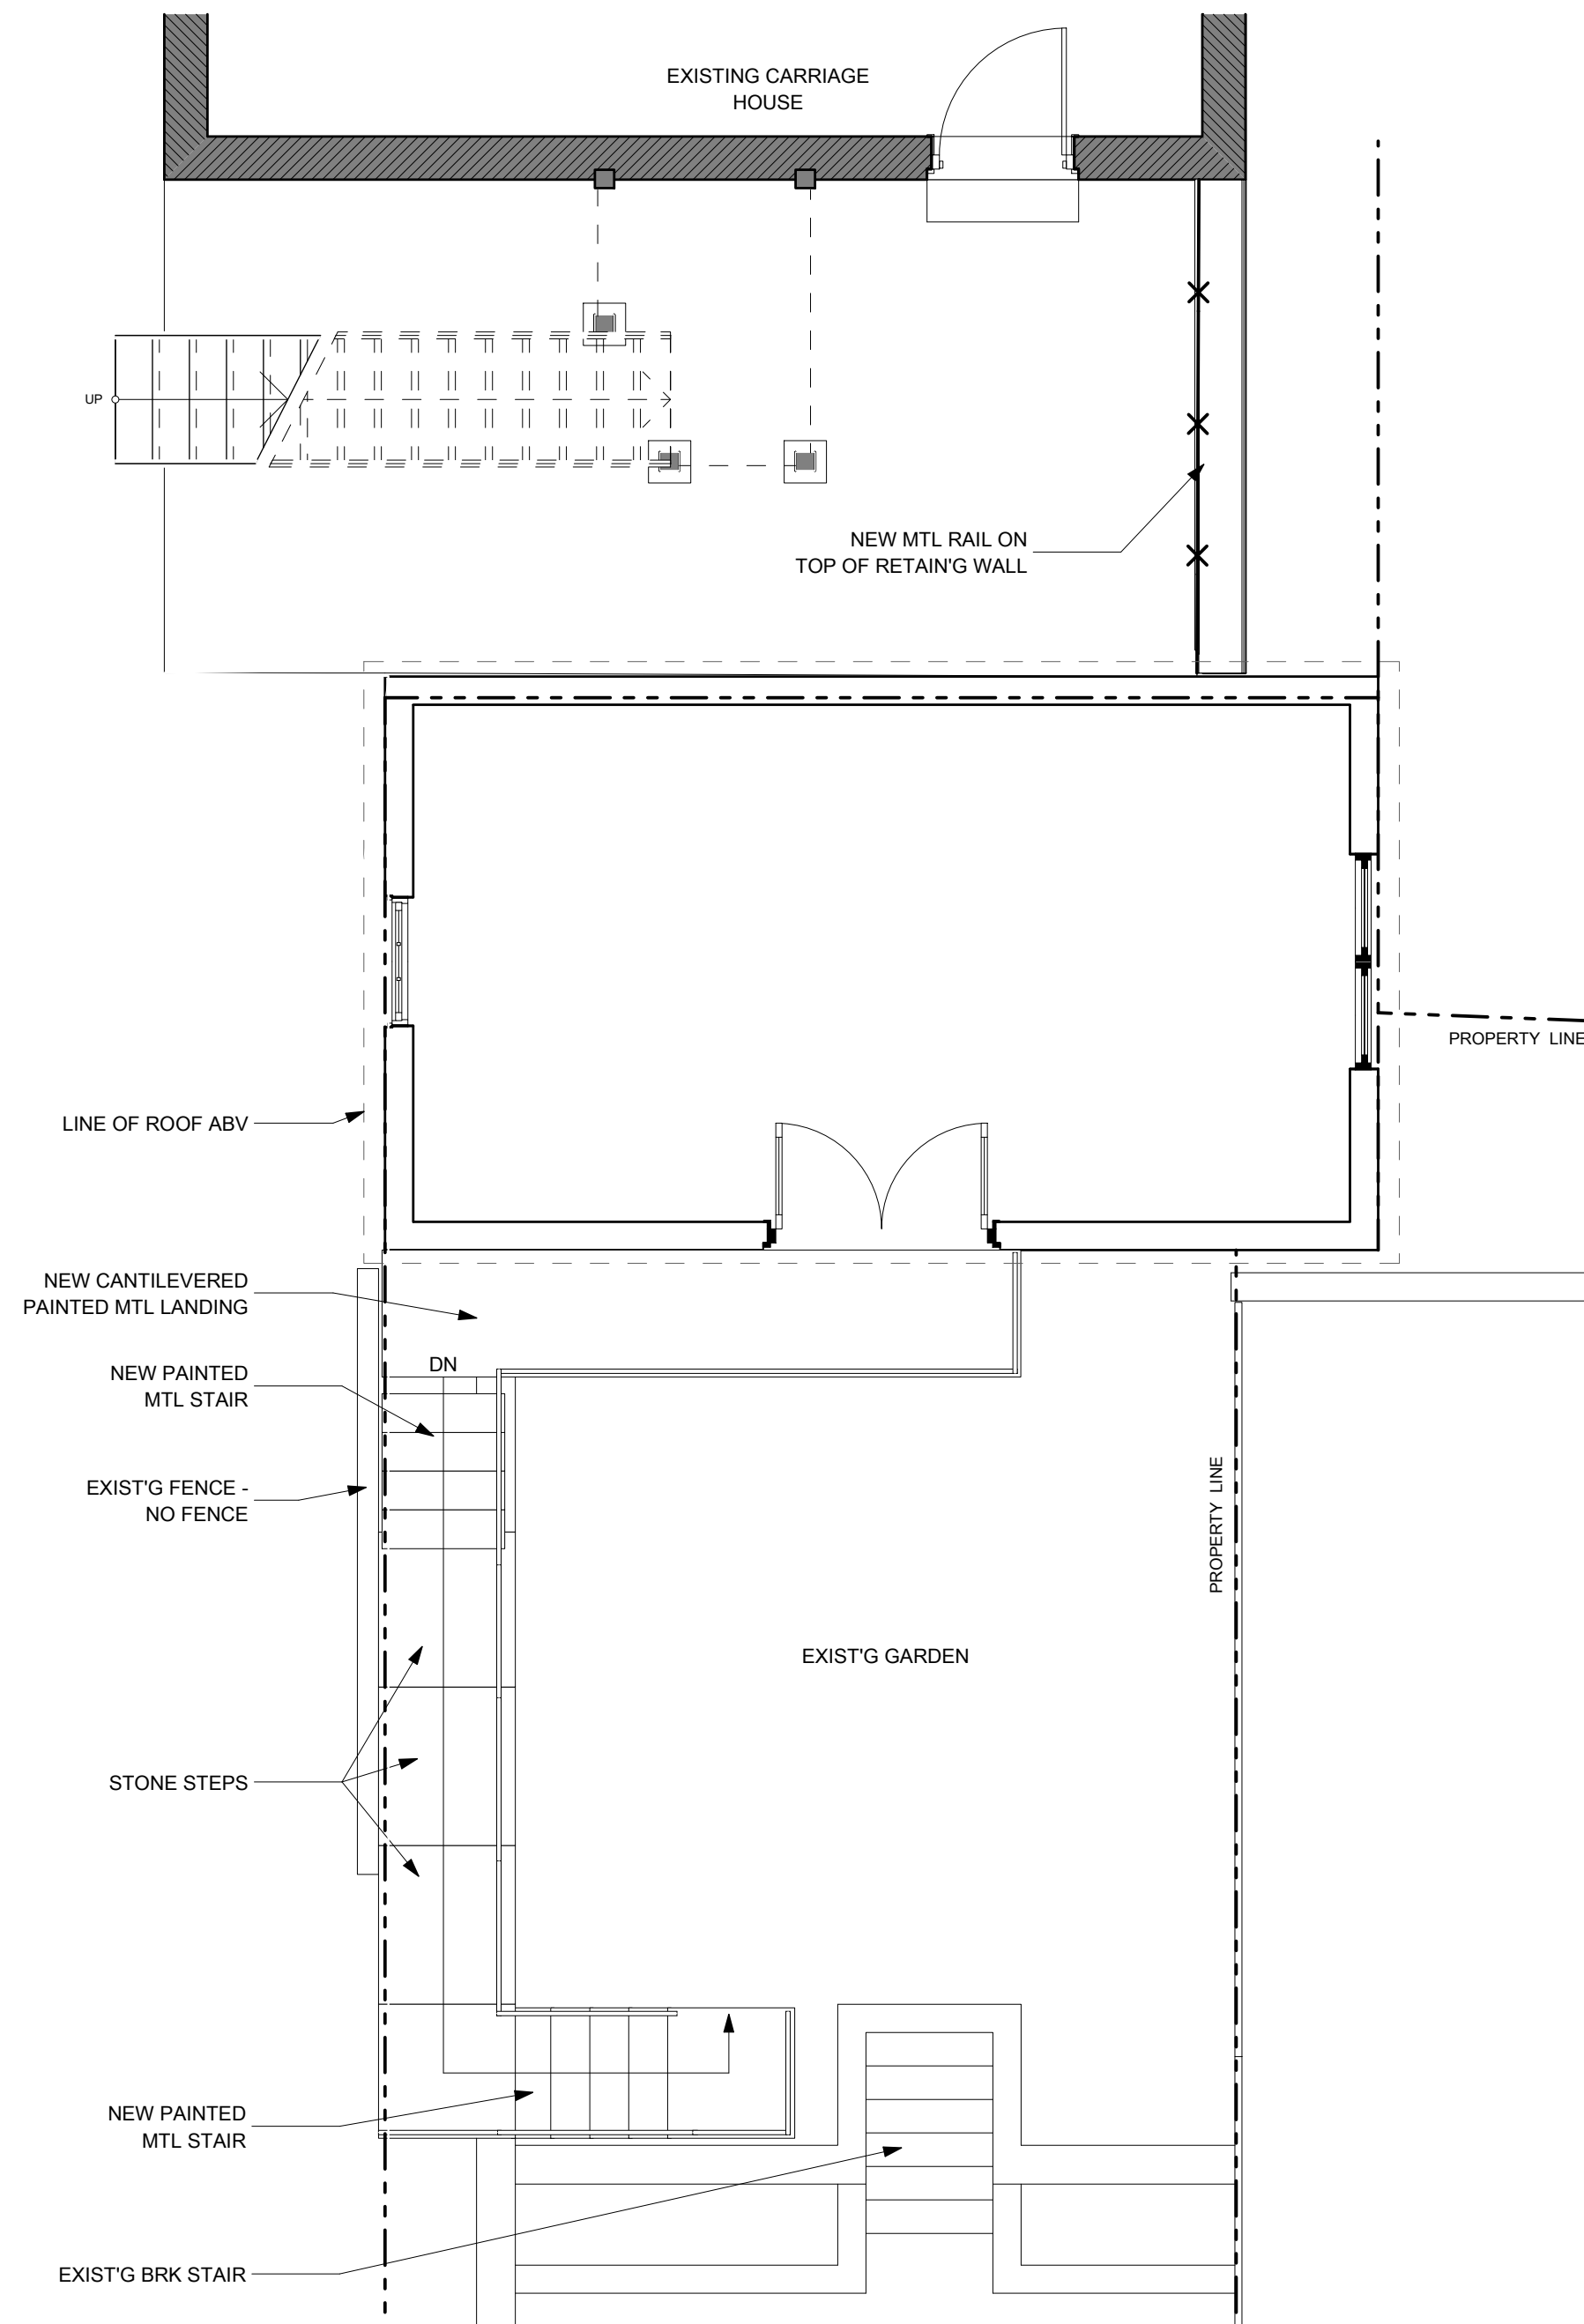 EXISTING CARRIAGE
HOUSE
UP
NEW MTL RAIL ON
TOP OF RETAIN'G WALL
PROPERTY LINE
LINE OF ROOF ABV
NEW CANTILEVERED
PAINTED MTL LANDING
DN
NEW PAINTED
MTL STAIR
EXIST'G FENCE -
NO FENCE
PROPERTY LINE
EXIST'G GARDEN
STONE STEPS
NEW PAINTED
MTL STAIR
EXIST'G BRK STAIR